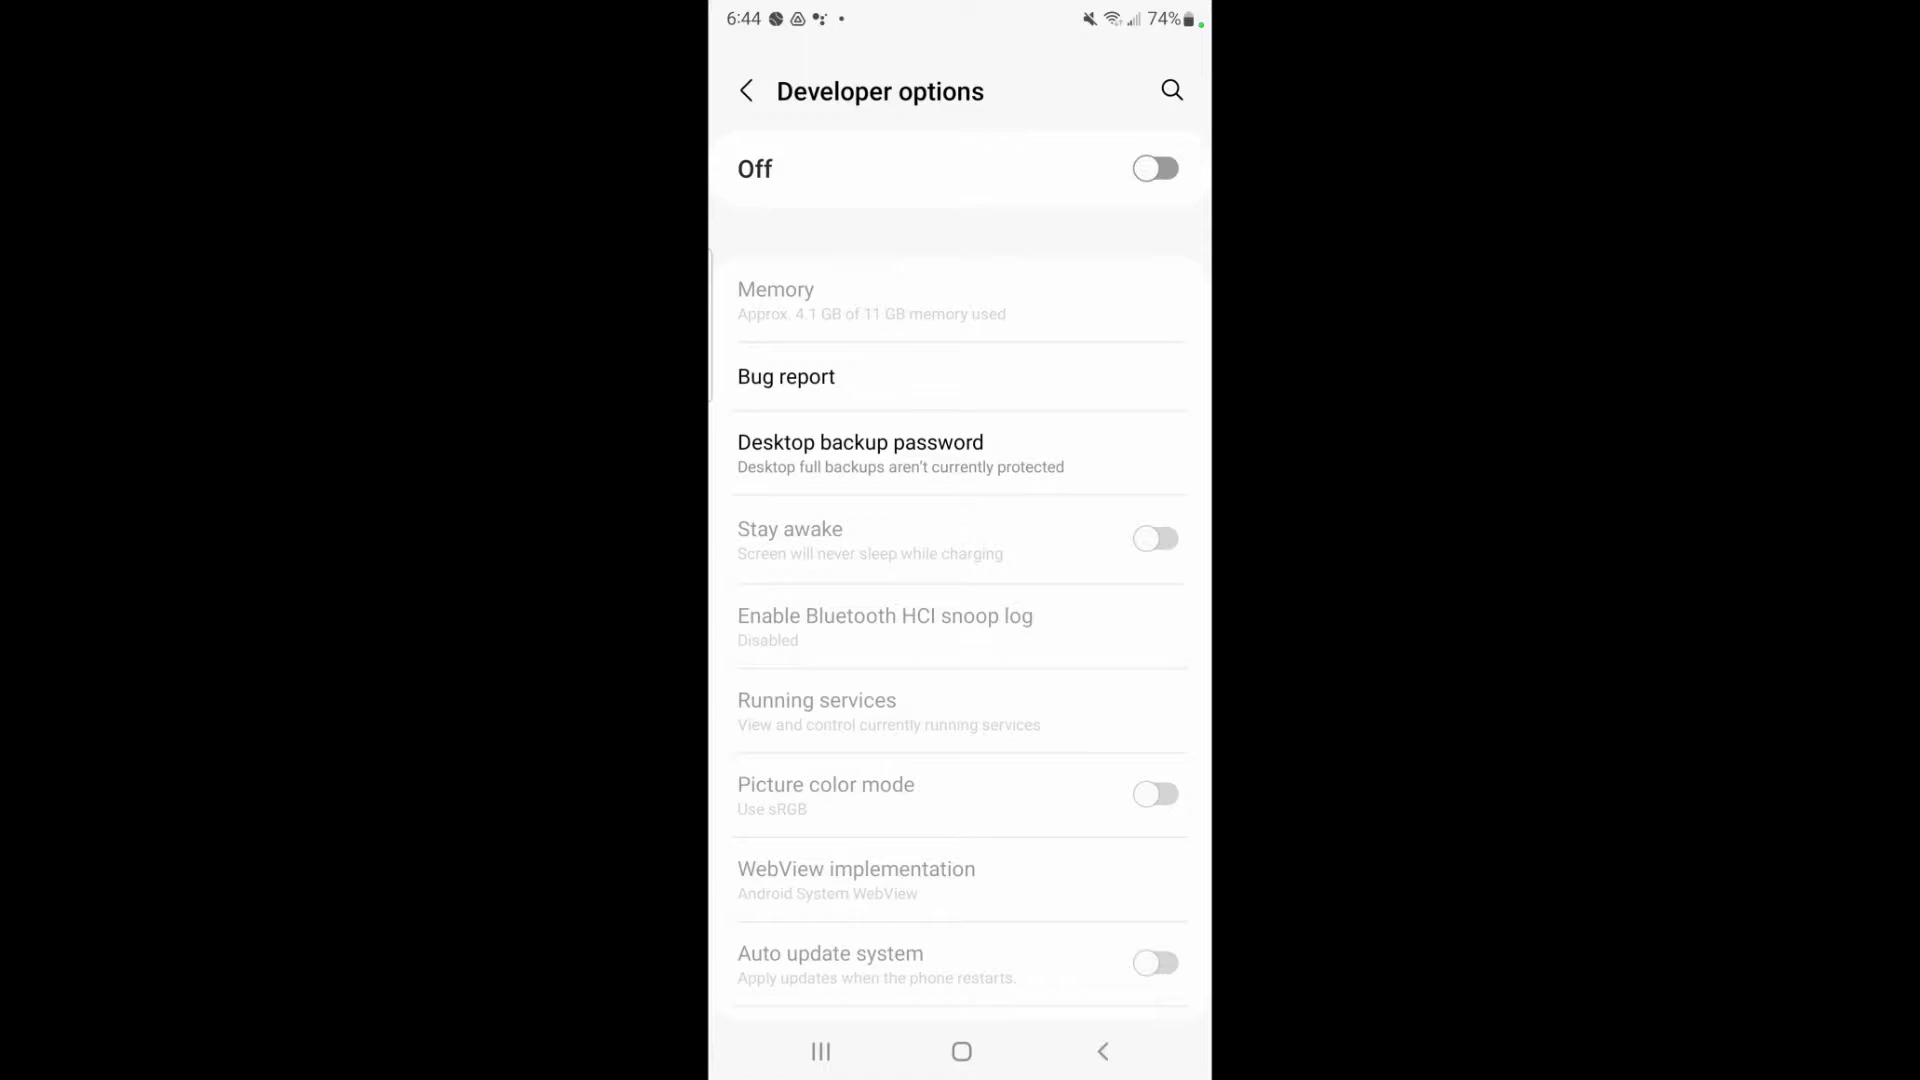 6:44 74%
Developer options
Off
Memory
Approx. 4.1 GB of 11 GB memory used
Bug report
Desktop backup password
Desktop full backups aren't currently protected
Stay awake
Screen will never sleep while charging
Enable Bluetooth HCI snoop log
Disabled
Running services
View and control currently running services
Picture color mode
Use sRGB
WebView implementation
Android System WebView
Auto update system
Apply updates when the phone restarts.